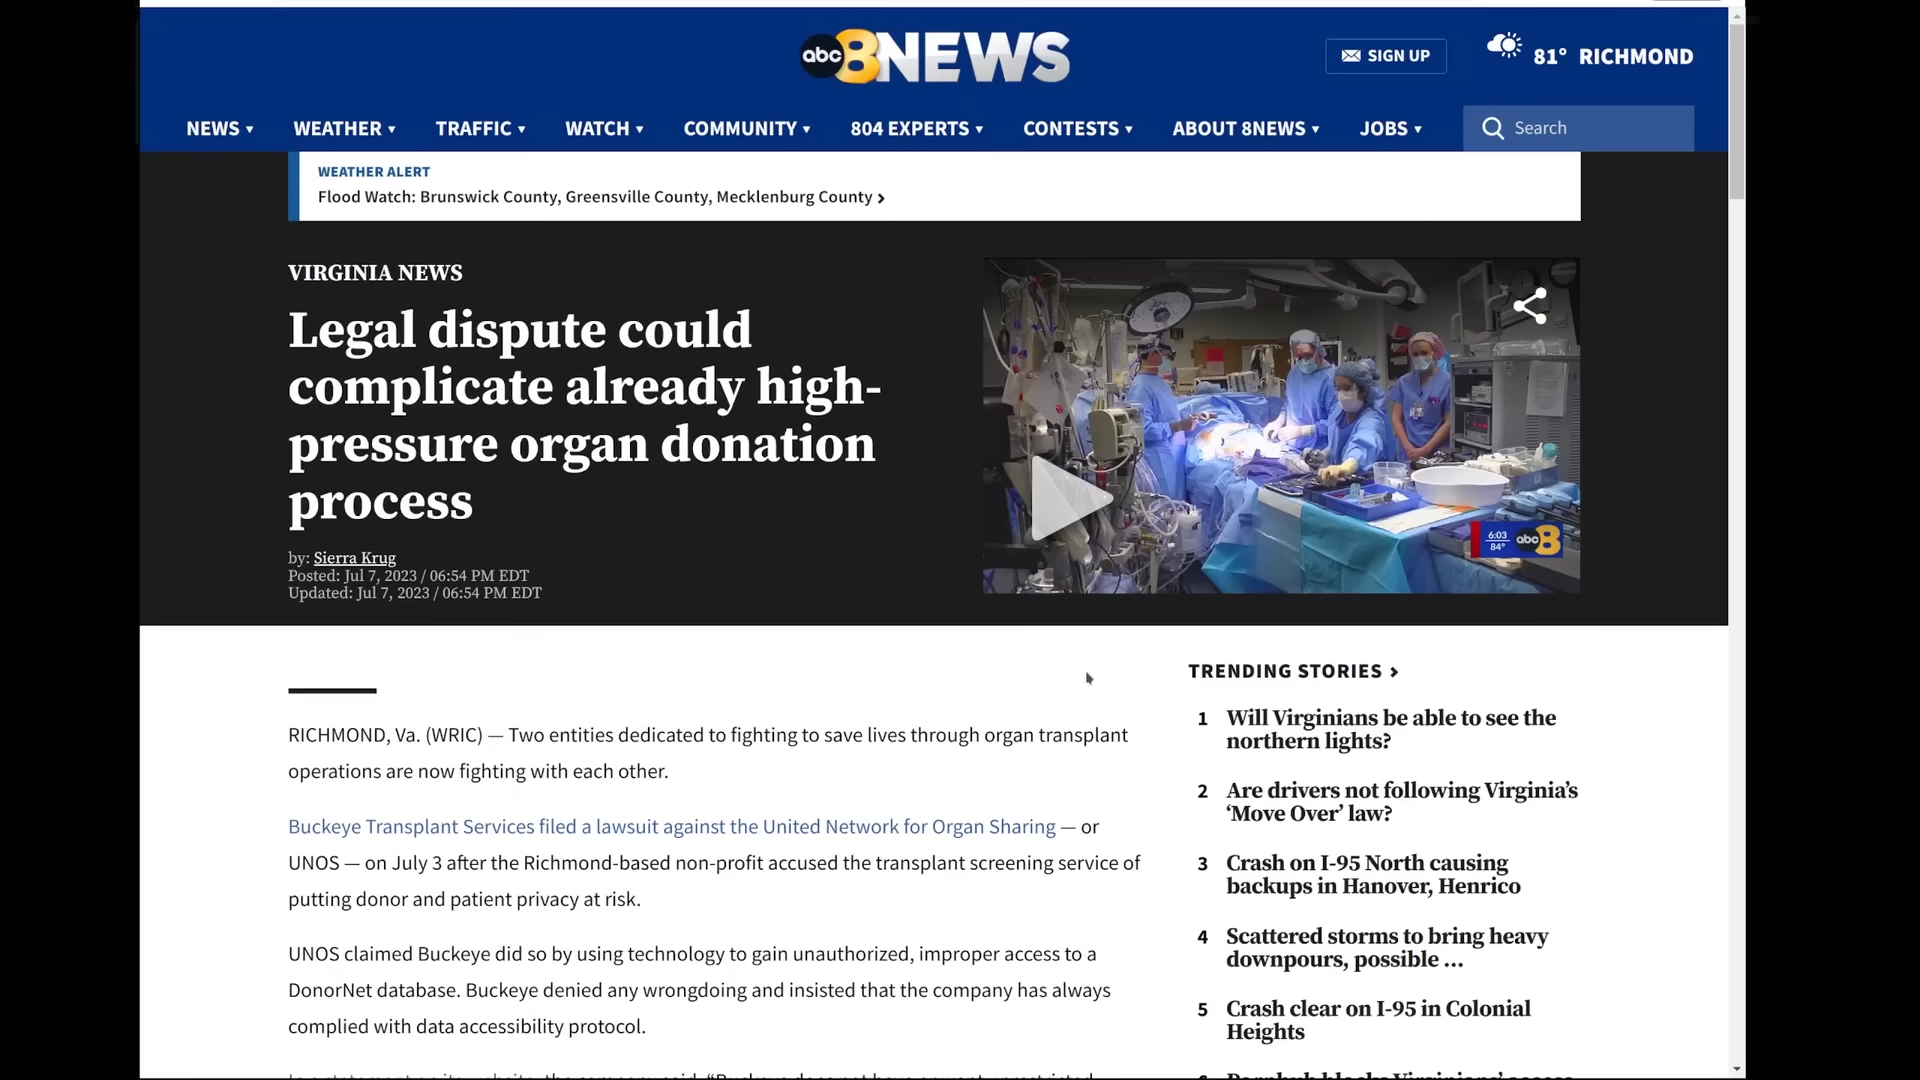 abc 8NEWS
SIGN UP
81° RICHMOND
NEWS WEATHER TRAFFIC WATCH COMMUNITY 804 EXPERTS CONTESTS ABOUT 8NEWS JOBS Search
WEATHER ALERT
Flood Watch: Brunswick County, Greensville County, Mecklenburg County
VIRGINIA NEWS
Legal dispute could
complicate already high-
pressure organ donation
process
by: Sierra Krug
Posted: Jul 7, 2023 / 06:54 PM EDT
Updated: Jul 7, 2023 / 06:54 PM EDT
6:03
84°
abc 8
RICHMOND, Va. (WRIC) — Two entities dedicated to fighting to save lives through organ transplant
operations are now fighting with each other.
Buckeye Transplant Services filed a lawsuit against the United Network for Organ Sharing — or
UNOS — on July 3 after the Richmond-based non-profit accused the transplant screening service of
putting donor and patient privacy at risk.
UNOS claimed Buckeye did so by using technology to gain unauthorized, improper access to a
DonorNet database. Buckeye denied any wrongdoing and insisted that the company has always
complied with data accessibility protocol.
TRENDING STORIES
1 Will Virginians be able to see the
northern lights?
2 Are drivers not following Virginia's
'Move Over' law?
3 Crash on I-95 North causing
backups in Hanover, Henrico
4 Scattered storms to bring heavy
downpours, possible ...
5 Crash clear on I-95 in Colonial
Heights